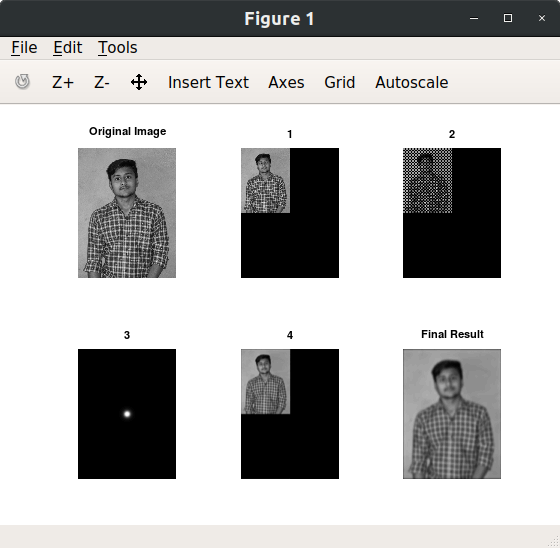 Figure 1
File Edit Tools
Z+ Z- Insert Text Axes Grid Autoscale
Original Image 1 2
3 4 Final Result